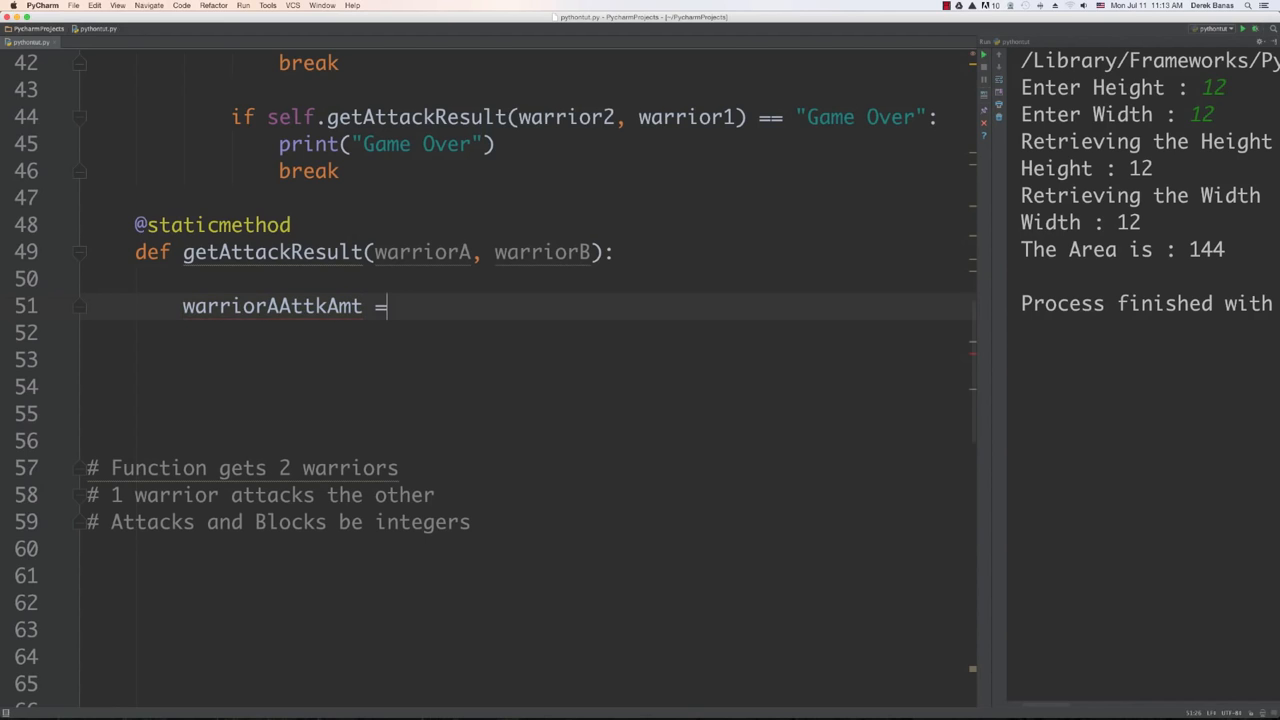 PyCharm File Edit View Navigate Code Refactor Run Tools VCS Window Help
10 Mon Jul 11 11:13 AM Derek Banas
pythontut.py - PycharmProjects - [~/PycharmProjects]
PycharmProjects pythontut.py
pythontut
pythontut.py
Run: pythontut
42 break
43
44 if self.getAttackResult(warrior2, warrior1) == "Game Over":
45 print("Game Over")
46 break
47
48 @staticmethod
49 def getAttackResult(warriorA, warriorB):
50
51 warriorAAttkAmt =
52
53
54
55
56
57 # Function gets 2 warriors
58 # 1 warrior attacks the other
59 # Attacks and Blocks be integers
60
61
62
63
64
65
/Library/Frameworks/Py
Enter Height : 12
Enter Width : 12
Retrieving the Height
Height : 12
Retrieving the Width
Width : 12
The Area is : 144
Process finished with